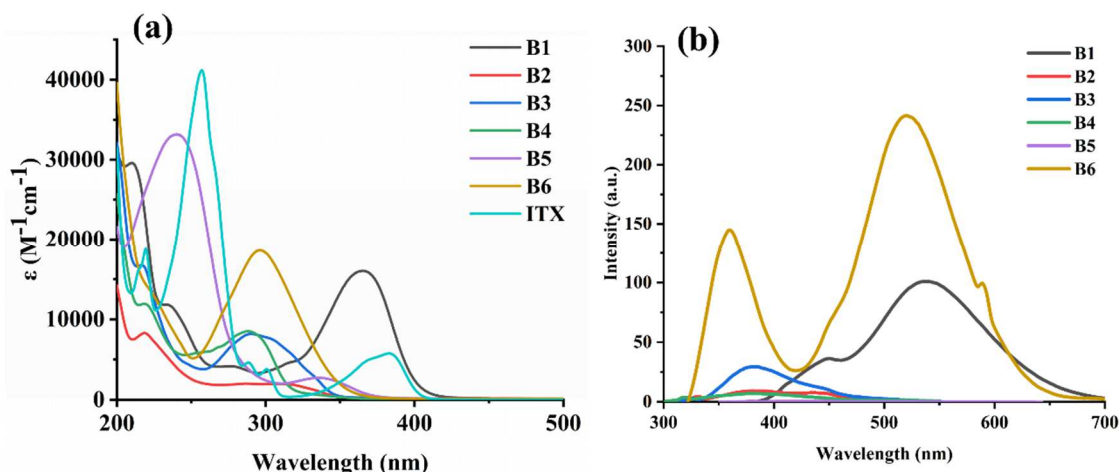 (a)
B1
B2
B3
B4
B5
B6
ITX
40000
30000
20000
10000
0
ε (M⁻¹cm⁻¹)
200
300
400
500
Wavelength (nm)
(b)
B1
B2
B3
B4
B5
B6
300
250
200
150
100
50
0
Intensity (a.u.)
300
400
500
600
700
Wavelength (nm)